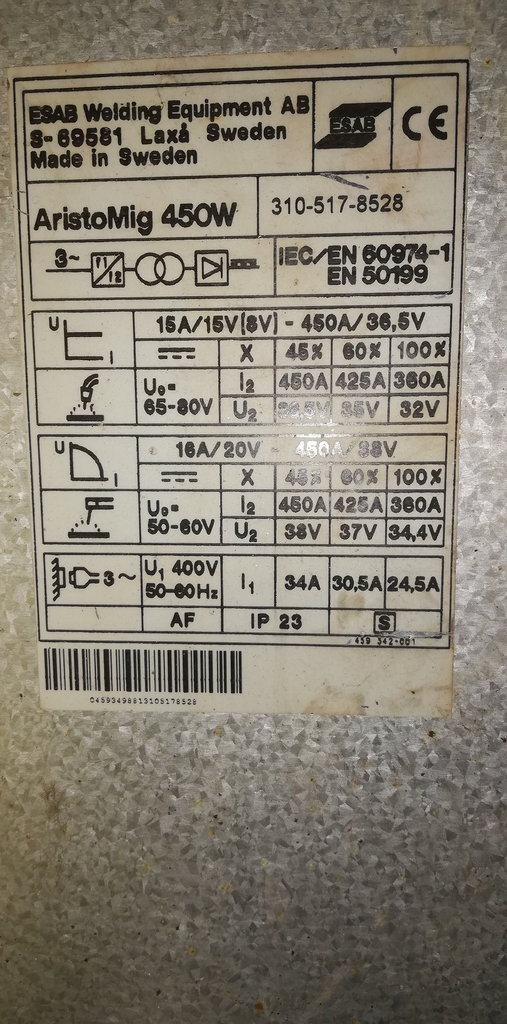 ESAB Welding Equipment AB
S-69581 Laxå Sweden
Made in Sweden
ESAB
CE
AristoMig 450W
310-517-8528
3~ f1 f2
IEC/EN 60974-1
EN 50199
U I
15A/15V(8V) - 450A/36,5V
X 45% 60% 100%
U₀= 65-80V
I₂ 450A 425A 360A
U₂ 35V 32V
U I
16A/20V - 450A/38V
X 45% 60% 100%
U₀= 50-60V
I₂ 450A 425A 360A
U₂ 38V 37V 34,4V
3~ U₁ 400V 50-60Hz I₁ 34A 30,5A 24,5A
AF IP 23 S
459 342-001
04593498813105178528